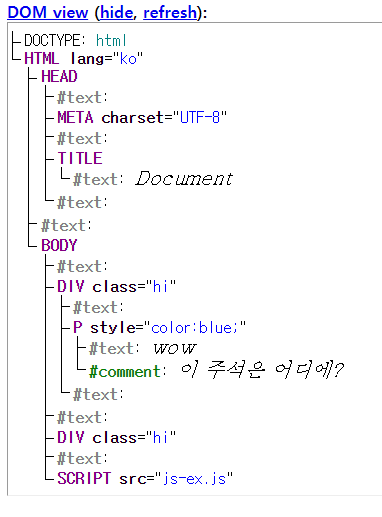 DOM view (hide, refresh):
DOCTYPE: html
HTML lang="ko"
HEAD
#text:
META charset="UTF-8"
#text:
TITLE
#text: Document
#text:
#text:
BODY
#text:
DIV class="hi"
#text:
P style="color:blue;"
#text: wow
#comment: 이 주석은 어디에?
#text:
#text:
DIV class="hi"
#text:
SCRIPT src="js-ex.js"